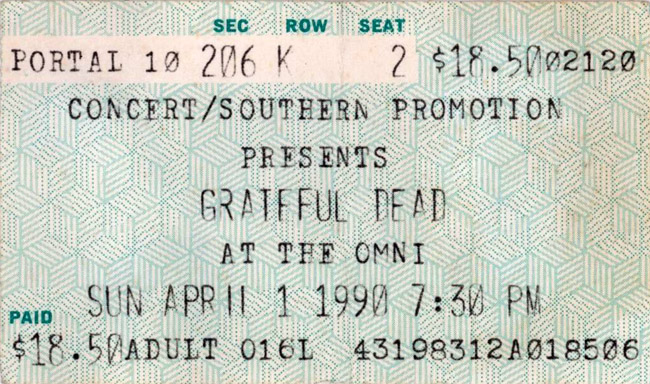 SEC ROW SEAT
PORTAL 10 206 K 2 $18.50 02120
CONCERT/SOUTHERN PROMOTION
PRESENTS
GRATEFUL DEAD
AT THE OMNI
SUN APRIL 1 1990 7:30 PM
PAID
$18.50 ADULT 016L 43198312A018506